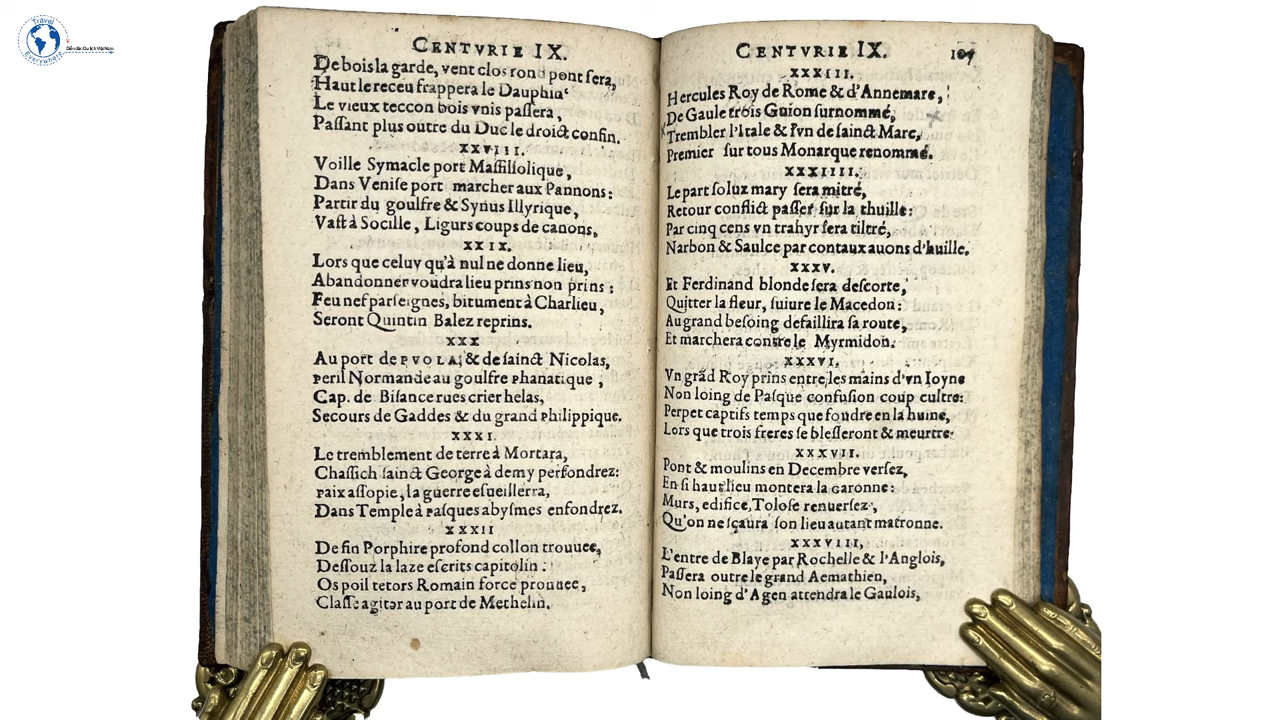 Travel
Everywhere
Diễn đàn Du lịch Việt Nam
CENTVRIE IX.
De bois la garde, vent clos rond pont sera,
Haut le receu frappera le Dauphin
Le vieux teccon bois vnis passera,
Passant plus outre du Duc le droict confin.
XXVIII.
Voille Symacle port Massiliolique,
Dans Venise port marcher aux Pannons:
Partir du goulfre & Synus Illyrique,
Vast à Socille, Ligurs coups de canons,
XXIX.
Lors que celuy qu'à nul ne donne lieu,
Abandonner voudra lieu prins non prins:
Feu nef par seignes, bitument à Charlieu,
Seront Quintin Balez reprins.
XXX
Au port de PVOLA & de sainct Nicolas,
Peril Normande au goulfre Phanatique,
Cap. de Bisance rues crier helas,
Secours de Gaddes & du grand Philippique.
XXXI.
Le tremblement de terre à Mortara,
Chassich sainct George à demy perfondrez:
Paix assopie, la guerre esueillerra,
Dans Temple à Pasques abysmes enfondrez.
XXXII
De fin Porphire profond collon trouuee,
Dessouz la laze escrits capitolin:
Os poil tetors Romain force prouuee,
Classe agiter au port de Methelin.
CENTVRIE IX. 107
XXXIII.
Hercules Roy de Rome & d'Annemare,
De Gaule trois Guion surnommé,
Trembler l'Itale & l'vn de sainct Marc,
Premier sur tous Monarque renommé.
XXXIIII.
Le part soluz mary sera mitré,
Retour conflict passer sur la thuille:
Par cinq cens vn trahyr sera tiltré,
Narbon & Saulce par contaux auons d'huille.
XXXV.
Et Ferdinand blonde sera descorte,
Quitter la fleur, suiure le Macedon:
Au grand besoing defaillira sa route,
Et marchera contre le Myrmidon.
XXXVI.
Vn grãd Roy prins entre les mains d'vn Ioyne
Non loing de Pasque confusion coup cultre:
Perpet captifs temps que foudre en la hune,
Lors que trois freres se blesseront & meurtre:
XXXVII.
Pont & moulins en Decembre versez,
En si haut lieu montera la Garonne:
Murs, edifice, Tolose renuersez,
Qu'on ne sçaura son lieu autant matronne.
XXXVIII,
L'entre de Blaye par Rochelle & l'Anglois,
Passera outre le grand Aemathien,
Non loing d'Agen attendra le Gaulois,